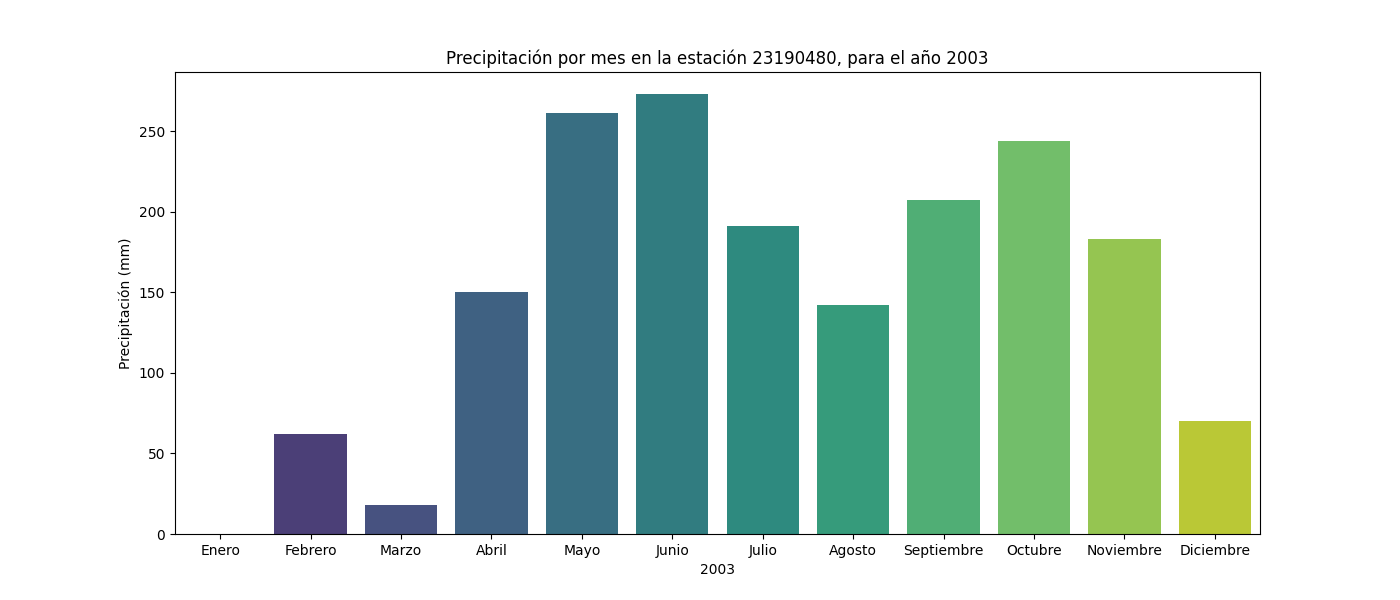 Precipitación por mes en la estación 23190480, para el año 2003
Precipitación (mm)
250
200
150
100
50
0
Enero Febrero Marzo Abril Mayo Junio Julio Agosto Septiembre Octubre Noviembre Diciembre
2003